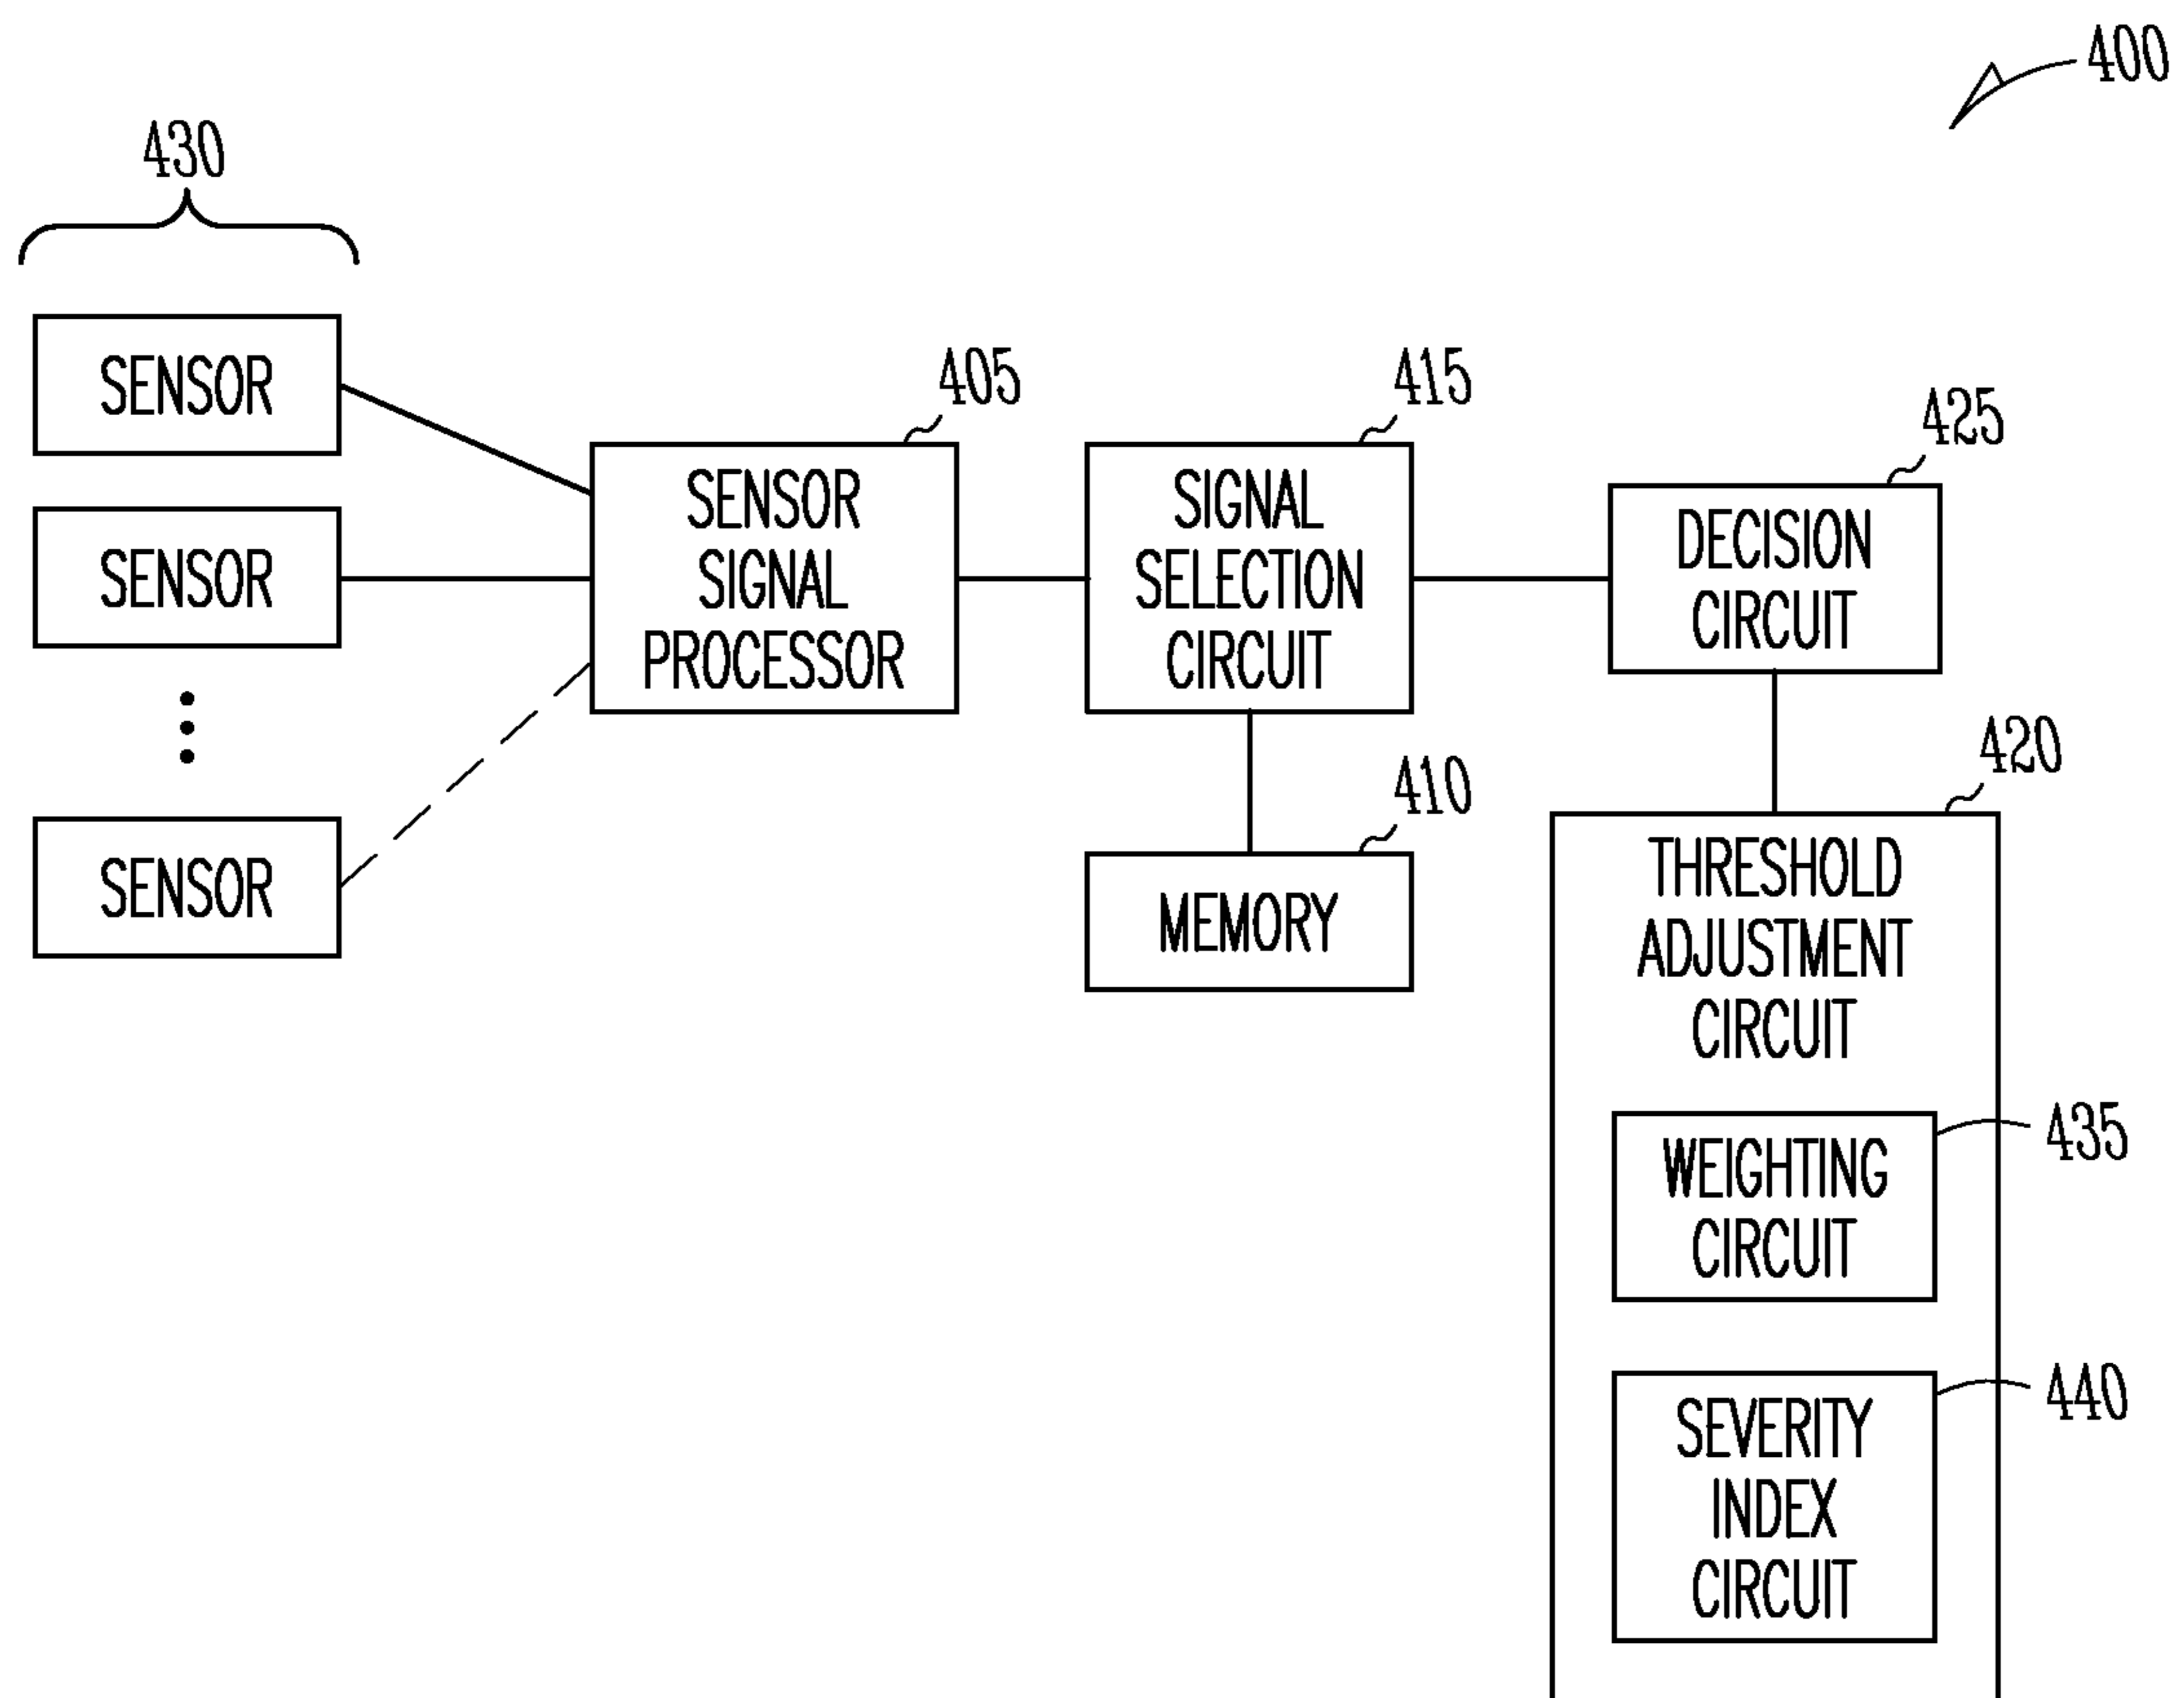 400
430
SENSOR
SENSOR
SENSOR
405
SENSOR
SIGNAL
PROCESSOR
415
SIGNAL
SELECTION
CIRCUIT
410
MEMORY
425
DECISION
CIRCUIT
420
THRESHOLD
ADJUSTMENT
CIRCUIT
435
WEIGHTING
CIRCUIT
440
SEVERITY
INDEX
CIRCUIT